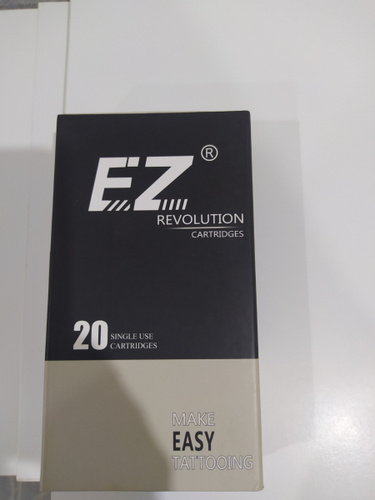 EZ®
REVOLUTION
CARTRIDGES
20 SINGLE USE
CARTRIDGES
MAKE
EASY
TATTOOING